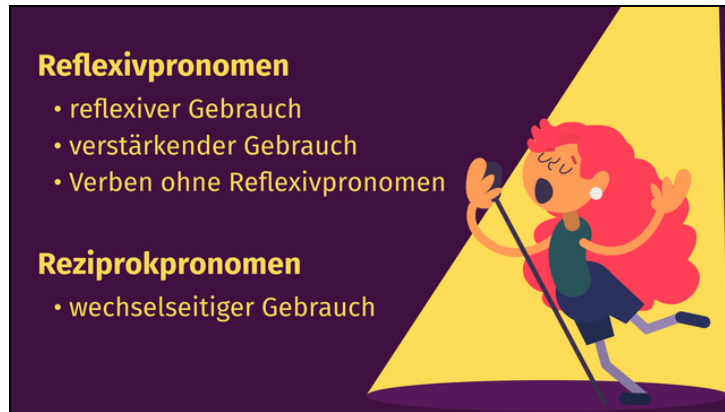 Reflexivpronomen
• reflexiver Gebrauch
• verstärkender Gebrauch
• Verben ohne Reflexivpronomen
Reziprokpronomen
• wechselseitiger Gebrauch